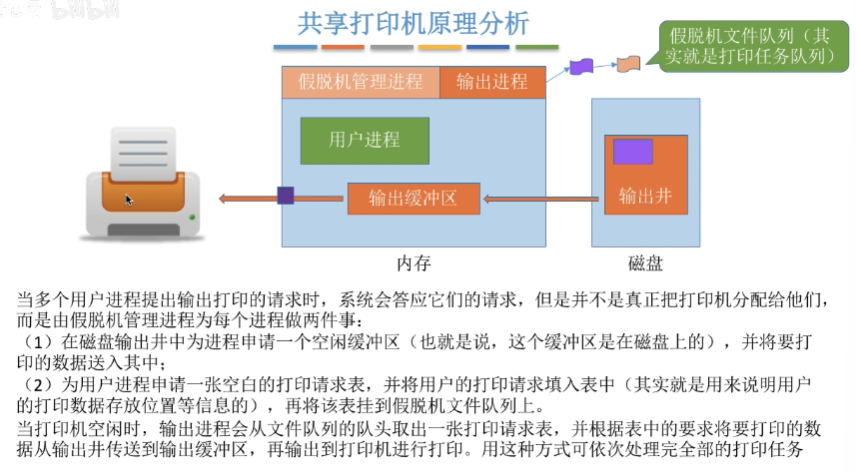 bilibili
共享打印机原理分析
假脱机文件队列（其
实就是打印任务队列）
假脱机管理进程
输出进程
用户进程
输出缓冲区
输出井
内存
磁盘
当多个用户进程提出输出打印的请求时，系统会答应它们的请求，但是并不是真正把打印机分配给他们，
而是由假脱机管理进程为每个进程做两件事：
（1）在磁盘输出井中为进程申请一个空闲缓冲区（也就是说，这个缓冲区是在磁盘上的），并将要打
印的数据送入其中；
（2）为用户进程申请一张空白的打印请求表，并将用户的打印请求填入表中（其实就是用来说明用户
的打印数据存放位置等信息的），再将该表挂到假脱机文件队列上。
当打印机空闲时，输出进程会从文件队列的队头取出一张打印请求表，并根据表中的要求将要打印的数
据从输出井传送到输出缓冲区，再输出到打印机进行打印。用这种方式可依次处理完全部的打印任务